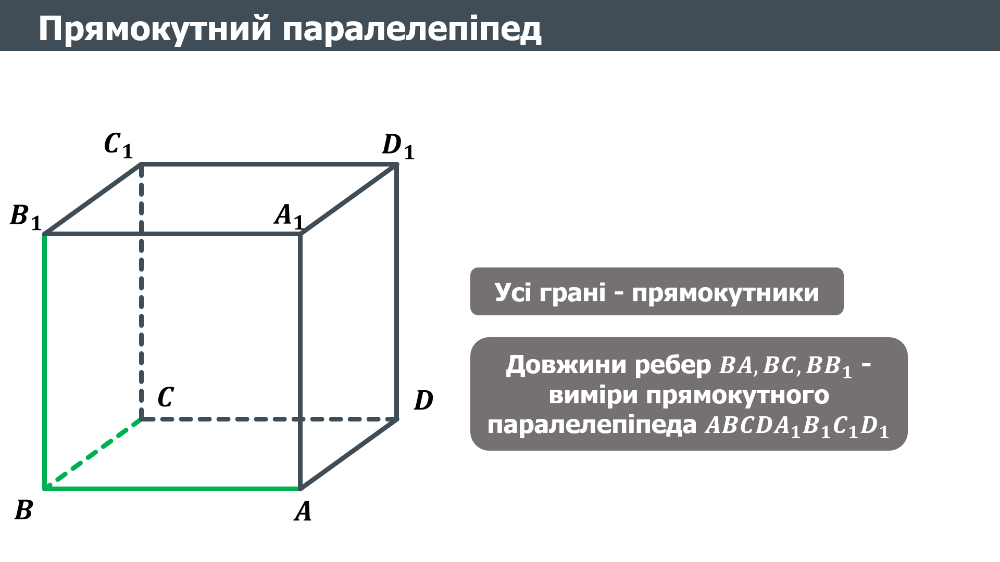 Прямокутний паралелепіпед
C₁ D₁
B₁ A₁
C D
B A
Усі грані - прямокутники
Довжини ребер BA, BC, BB₁ -
виміри прямокутного
паралелепіпеда ABCDA₁B₁C₁D₁